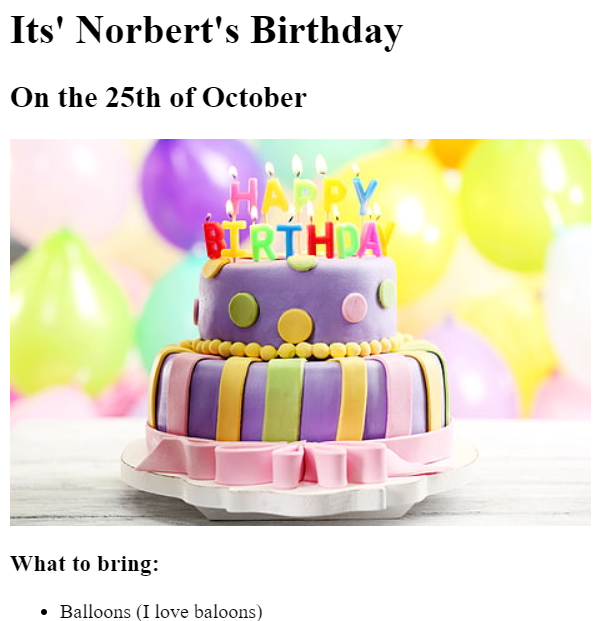 Its' Norbert's Birthday
On the 25th of October
HAPPY
BIRTHDAY
What to bring:
• Balloons (I love baloons)